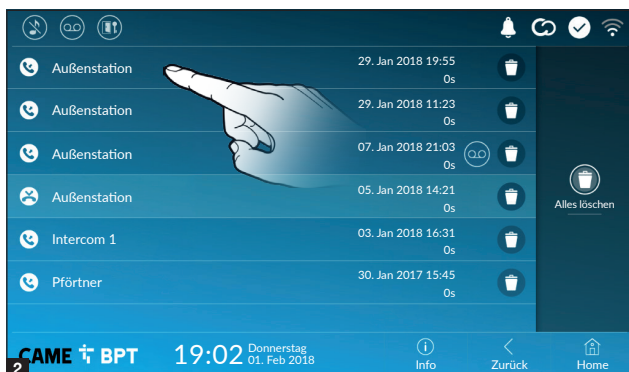 Außenstation 29. Jan 2018 19:55
0s
Außenstation 29. Jan 2018 11:23
0s
Außenstation 07. Jan 2018 21:03
0s
Außenstation 05. Jan 2018 14:21
0s
Alles löschen
Intercom 1 03. Jan 2018 16:31
0s
Pförtner 30. Jan 2017 15:45
0s
CAME BPT 19:02 Donnerstag
01. Feb 2018
Info Zurück Home
2